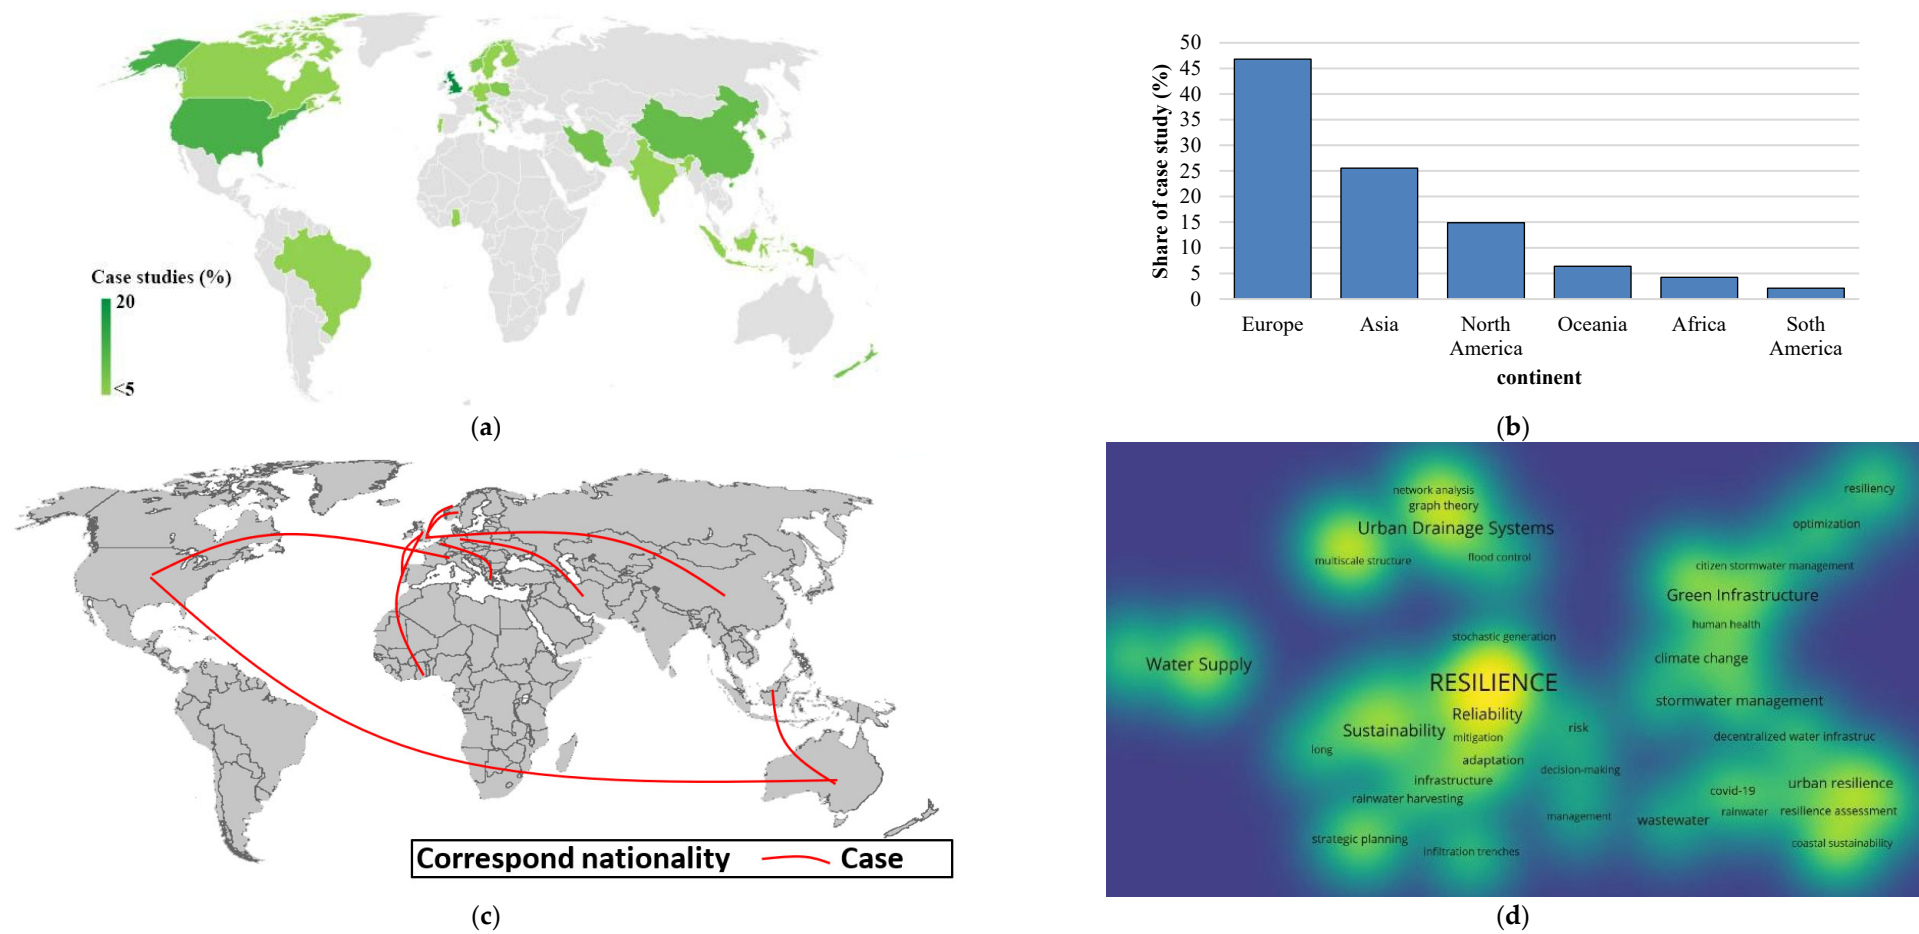 Case studies (%)
20
<5
(a)
50
45
40
35
30
25
20
15
10
5
0
Share of case study (%)
Europe
Asia
North
America
Oceania
Africa
Soth
America
continent
(b)
Correspond nationality
Case
(c)
network analysis
graph theory
Urban Drainage Systems
multiscale structure
flood control
resiliency
optimization
citizen stormwater management
Green Infrastructure
human health
climate change
stormwater management
stochastic generation
Water Supply
RESILIENCE
Reliability
Sustainability
mitigation
risk
long
adaptation
decision-making
infrastructure
rainwater harvesting
management
strategic planning
infiltration trenches
decentralized water infrastruc
urban resilience
covid-19
rainwater
resilience assessment
wastewater
coastal sustainability
(d)